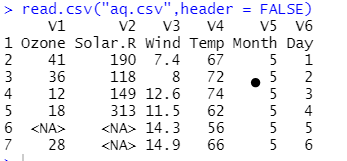 > read.csv("aq.csv",header = FALSE)
V1 V2 V3 V4 V5 V6
1 Ozone Solar.R Wind Temp Month Day
2 41 190 7.4 67 5 1
3 36 118 8 72 5 2
4 12 149 12.6 74 5 3
5 18 313 11.5 62 5 4
6 <NA> <NA> 14.3 56 5 5
7 28 <NA> 14.9 66 5 6